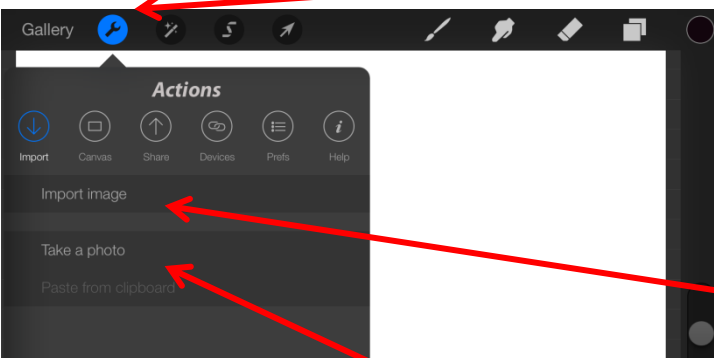 Gallery
Actions
Import Canvas Share Devices Prefs Help
Import image
Take a photo
Paste from clipboard